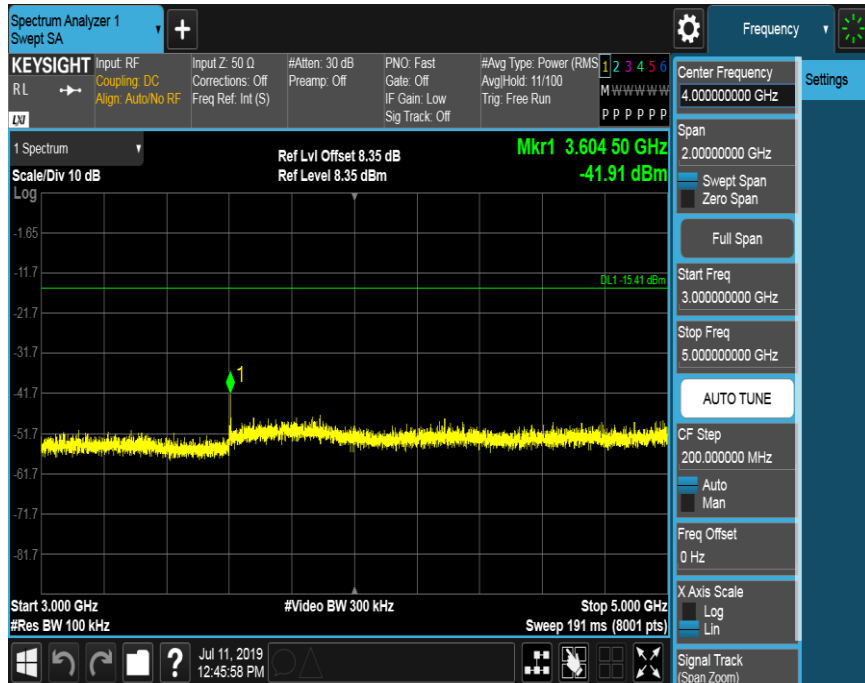 Spectrum Analyzer 1
Swept SA
Frequency
KEYSIGHT
RL
LXI
Input: RF
Coupling: DC
Align: Auto/No RF
Input Z: 50 Ω
Corrections: Off
Freq Ref: Int (S)
#Atten: 30 dB
Preamp: Off
PNO: Fast
Gate: Off
IF Gain: Low
Sig Track: Off
#Avg Type: Power (RMS
Avg|Hold: 11/100
Trig: Free Run
1 2 3 4 5 6
M W W W W W
P P P P P P
1 Spectrum
Scale/Div 10 dB
Log
Ref Lvl Offset 8.35 dB
Ref Level 8.35 dBm
Mkr1 3.604 50 GHz
-41.91 dBm
-1.65
-11.7
DL1 -15.41 dBm
-21.7
-31.7
1
-41.7
-51.7
-61.7
-71.7
-81.7
Start 3.000 GHz
#Res BW 100 kHz
#Video BW 300 kHz
Stop 5.000 GHz
Sweep 191 ms (8001 pts)
?
Jul 11, 2019
12:45:58 PM
Center Frequency
4.000000000 GHz
Span
2.00000000 GHz
Swept Span
Zero Span
Full Span
Start Freq
3.000000000 GHz
Stop Freq
5.000000000 GHz
AUTO TUNE
CF Step
200.000000 MHz
Auto
Man
Freq Offset
0 Hz
X Axis Scale
Log
Lin
Signal Track
(Span Zoom)
Settings